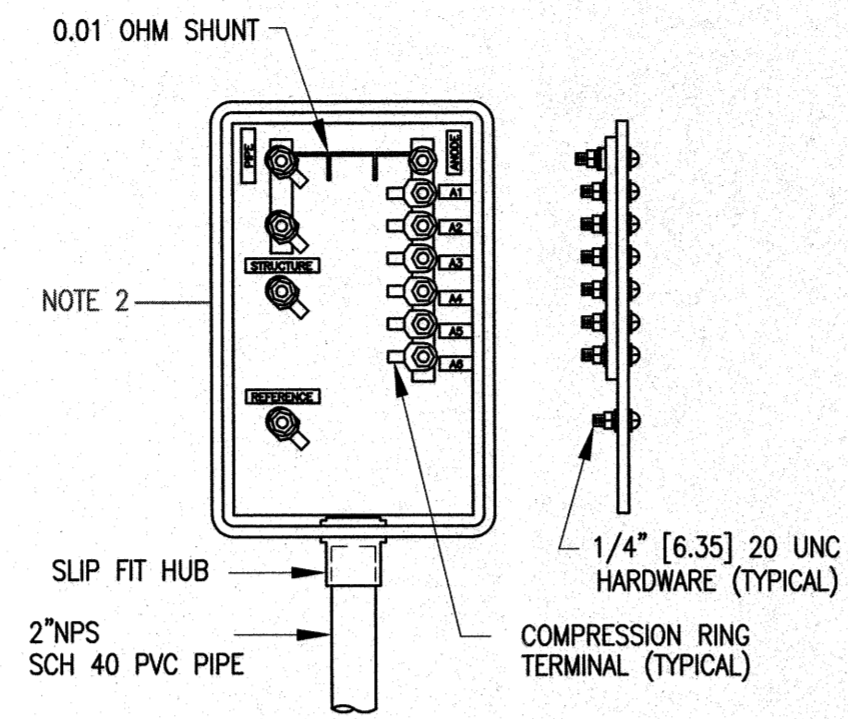 0.01 OHM SHUNT
PIPE
ANODE
A1
A2
A3
A4
A5
A6
STRUCTURE
NOTE 2
REFERENCE
SLIP FIT HUB
2"NPS
SCH 40 PVC PIPE
1/4" [6.35] 20 UNC
HARDWARE (TYPICAL)
COMPRESSION RING
TERMINAL (TYPICAL)